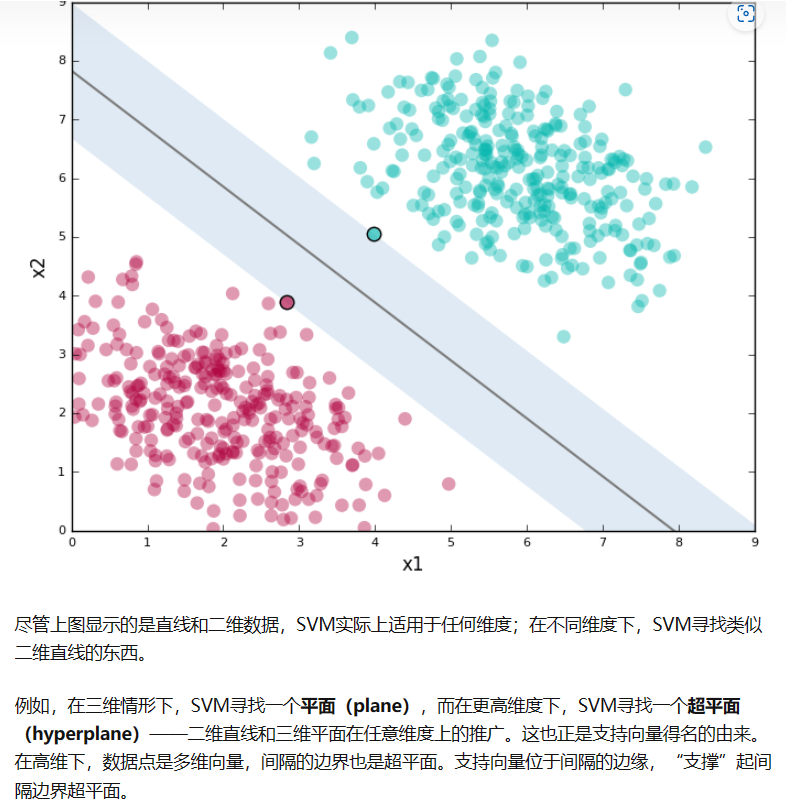 9
8
7
6
5
4
3
2
1
0
x2
0 1 2 3 4 5 6 7 8 9
x1
尽管上图显示的是直线和二维数据，SVM实际上适用于任何维度；在不同维度下，SVM寻找类似
二维直线的东西。
例如，在三维情形下，SVM寻找一个平面（plane），而在更高维度下，SVM寻找一个超平面
（hyperplane）——二维直线和三维平面在任意维度上的推广。这也正是支持向量得名的由来。
在高维下，数据点是多维向量，间隔的边界也是超平面。支持向量位于间隔的边缘，“支撑”起间
隔边界超平面。